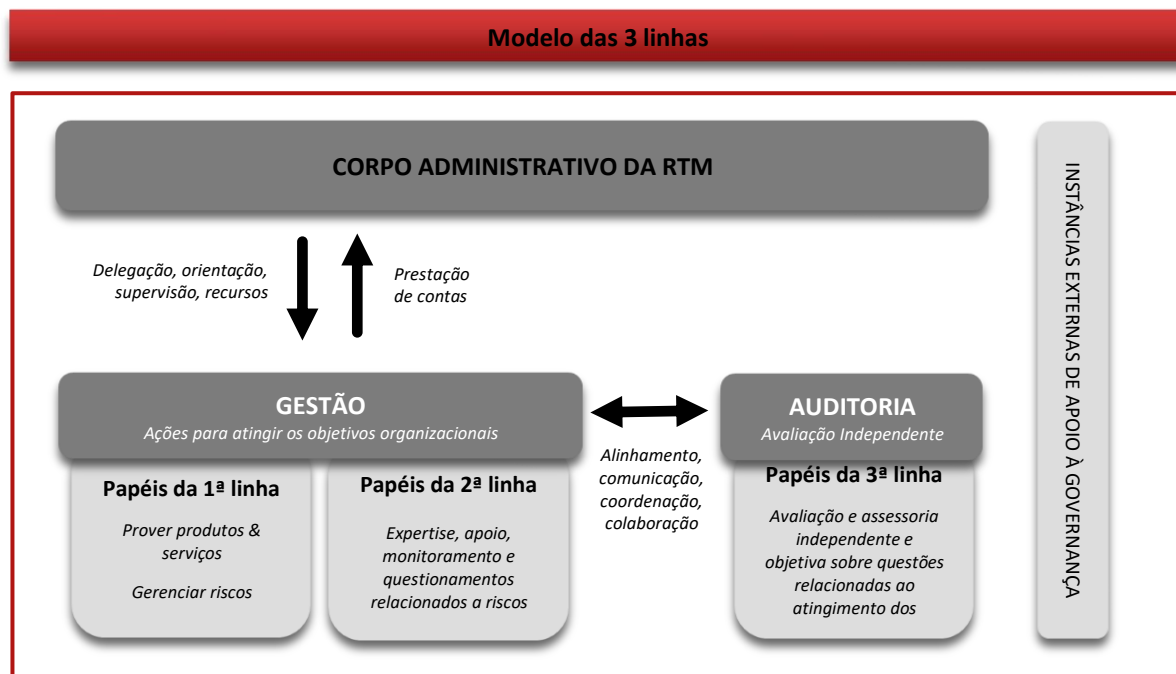 Modelo das 3 linhas
CORPO ADMINISTRATIVO DA RTM
Delegação, orientação,
supervisão, recursos
Prestação
de contas
GESTÃO
Ações para atingir os objetivos organizacionais
Papéis da 1ª linha
Prover produtos &
serviços
Gerenciar riscos
Papéis da 2ª linha
Expertise, apoio,
monitoramento e
questionamentos
relacionados a riscos
Alinhamento,
comunicação,
coordenação,
colaboração
AUDITORIA
Avaliação Independente
Papéis da 3ª linha
Avaliação e assessoria
independente e
objetiva sobre questões
relacionadas ao
atingimento dos
INSTÂNCIAS EXTERNAS DE APOIO À GOVERNANÇA